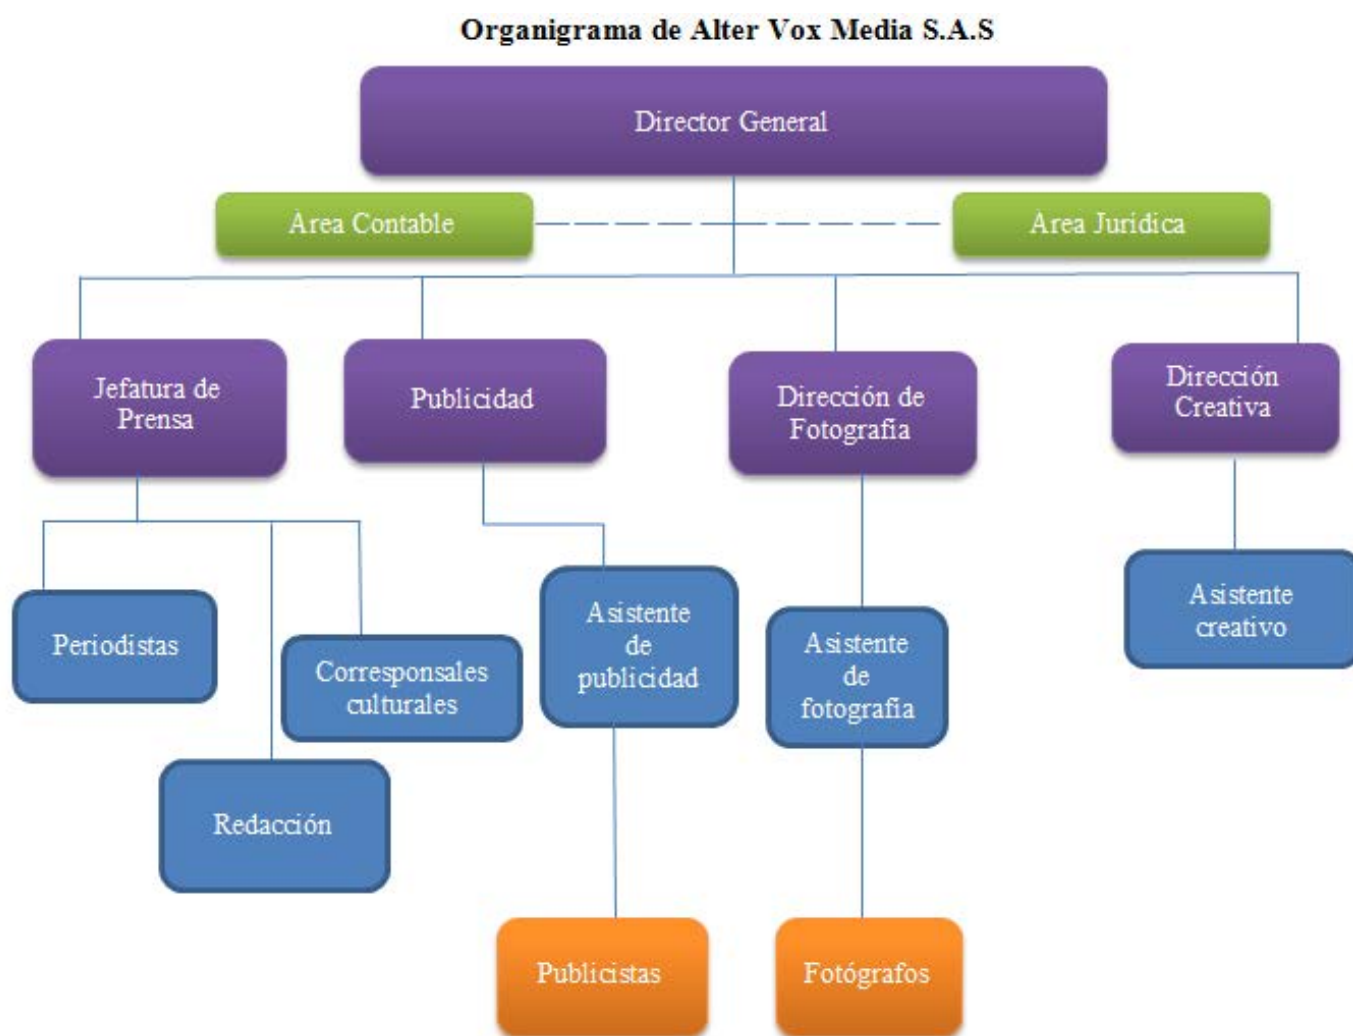 Organigrama de Alter Vox Media S.A.S
Director General
Área Contable
Area Jurídica
Jefatura de
Prensa
Publicidad
Dirección de
Fotografía
Dirección
Creativa
Periodistas
Corresponsales
culturales
Redacción
Asistente
de
publicidad
Asistente
de
fotografía
Asistente
creativo
Publicistas
Fotógrafos